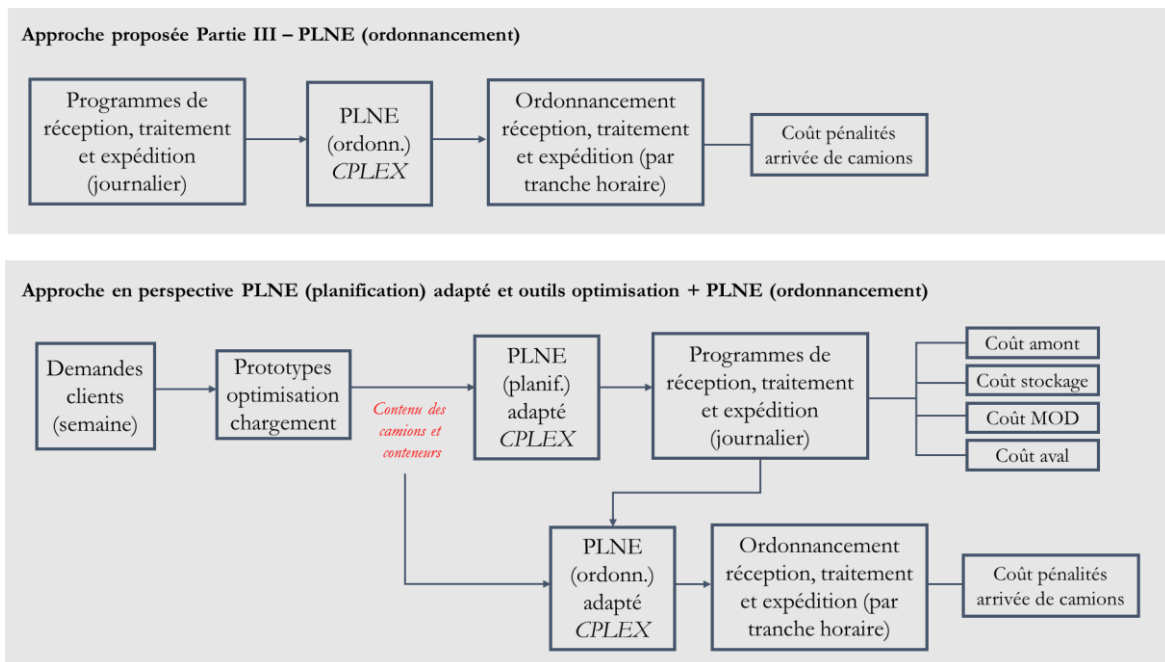 Approche proposée Partie III – PLNE (ordonnancement)
Programmes de
réception, traitement
et expédition
(journalier)
PLNE
(ordonn.)
CPLEX
Ordonnancement
réception, traitement
et expédition (par
tranche horaire)
Coût pénalités
arrivée de camions
Approche en perspective PLNE (planification) adapté et outils optimisation + PLNE (ordonnancement)
Demandes
clients
(semaine)
Prototypes
optimisation
chargement
Contenu des
camions et
conteneurs
PLNE
(planif.)
adapté
CPLEX
Programmes de
réception, traitement
et expédition
(journalier)
Coût amont
Coût stockage
Coût MOD
Coût aval
PLNE
(ordonn.)
adapté
CPLEX
Ordonnancement
réception, traitement
et expédition (par
tranche horaire)
Coût pénalités
arrivée de camions